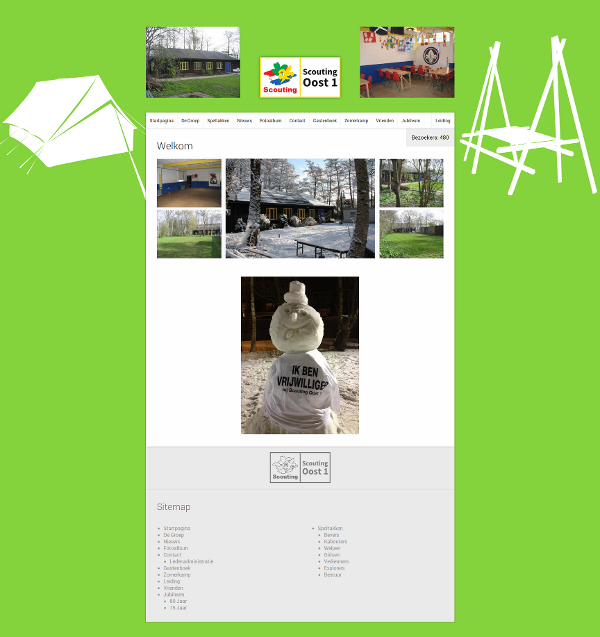 Scouting
Scouting
Oost 1
Startpagina De Groep Speltakken Nieuws Fotoalbum Contact Gastenboek Zomerkamp Vrienden Jubileum Leiding
Bezoekers: 480
Welkom
IK BEN
VRIJWILLIGER
bij Scouting Oost 1
Scouting
Scouting
Oost 1
Sitemap
Startpagina
De Groep
Nieuws
Fotoalbum
Contact
Ledenadministratie
Gastenboek
Zomerkamp
Leiding
Vrienden
Jubileum
60 Jaar
75 Jaar
Speltakken
Bevers
Kabouters
Welpen
Gidsen
Verkenners
Explorers
Bestuur